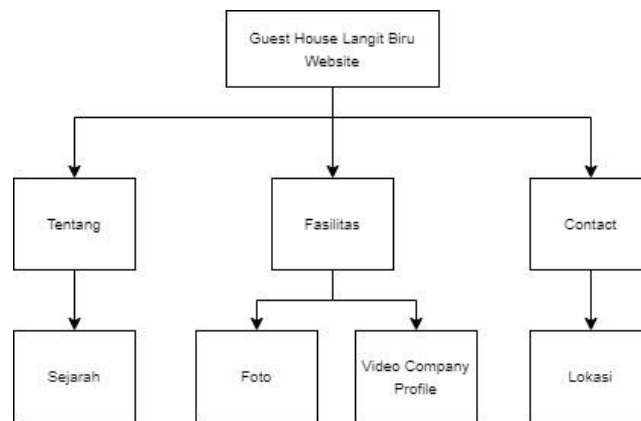 Guest House Langit Biru
Website
Tentang
Fasilitas
Contact
Sejarah
Foto
Video Company
Profile
Lokasi